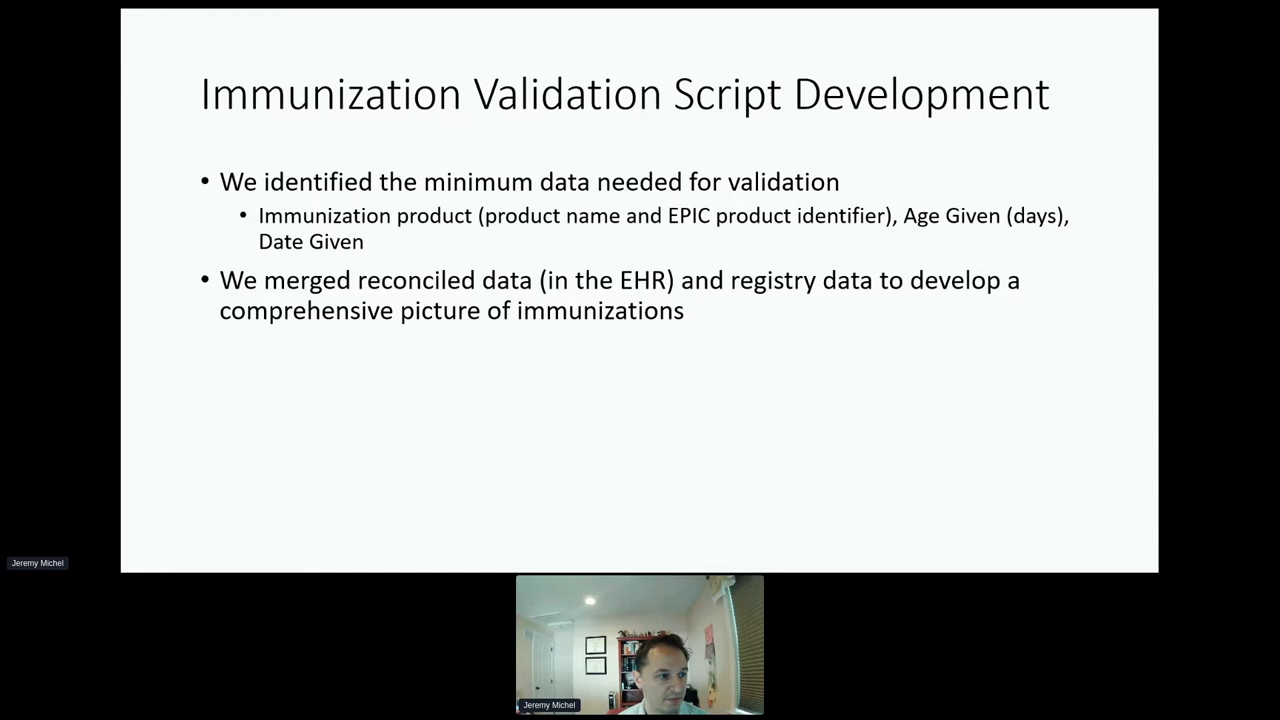 Immunization Validation Script Development
• We identified the minimum data needed for validation
• Immunization product (product name and EPIC product identifier), Age Given (days),
Date Given
• We merged reconciled data (in the EHR) and registry data to develop a
comprehensive picture of immunizations
Jeremy Michel
Jeremy Michel